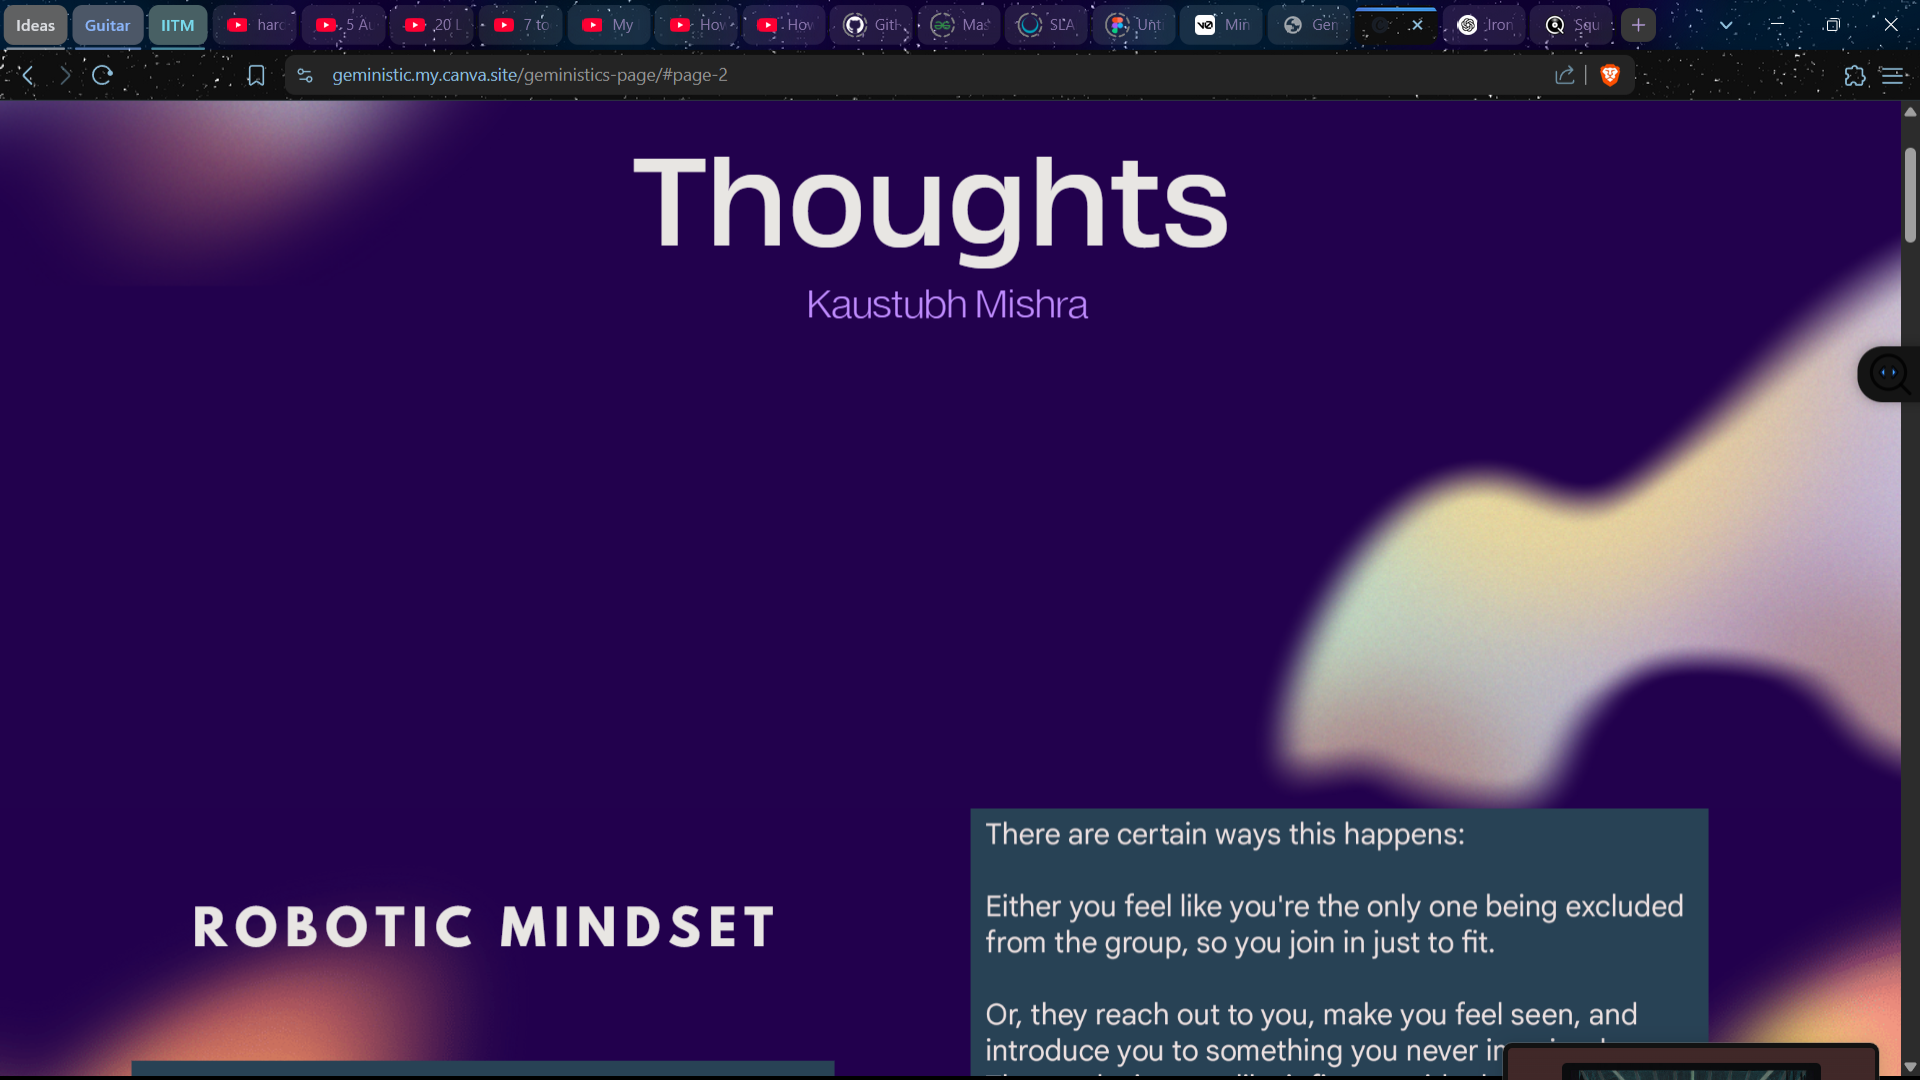 Ideas
Guitar
IITM
harc
5 Au
20 L
7 to
My
How
How
Gith
Mas
SLA
Unti
Min
Gen
Iron
Squ
geministic.my.canva.site/geministics-page/#page-2
Thoughts
Kaustubh Mishra
ROBOTIC MINDSET
There are certain ways this happens:
Either you feel like you're the only one being excluded
from the group, so you join in just to fit.
Or, they reach out to you, make you feel seen, and
introduce you to something you never